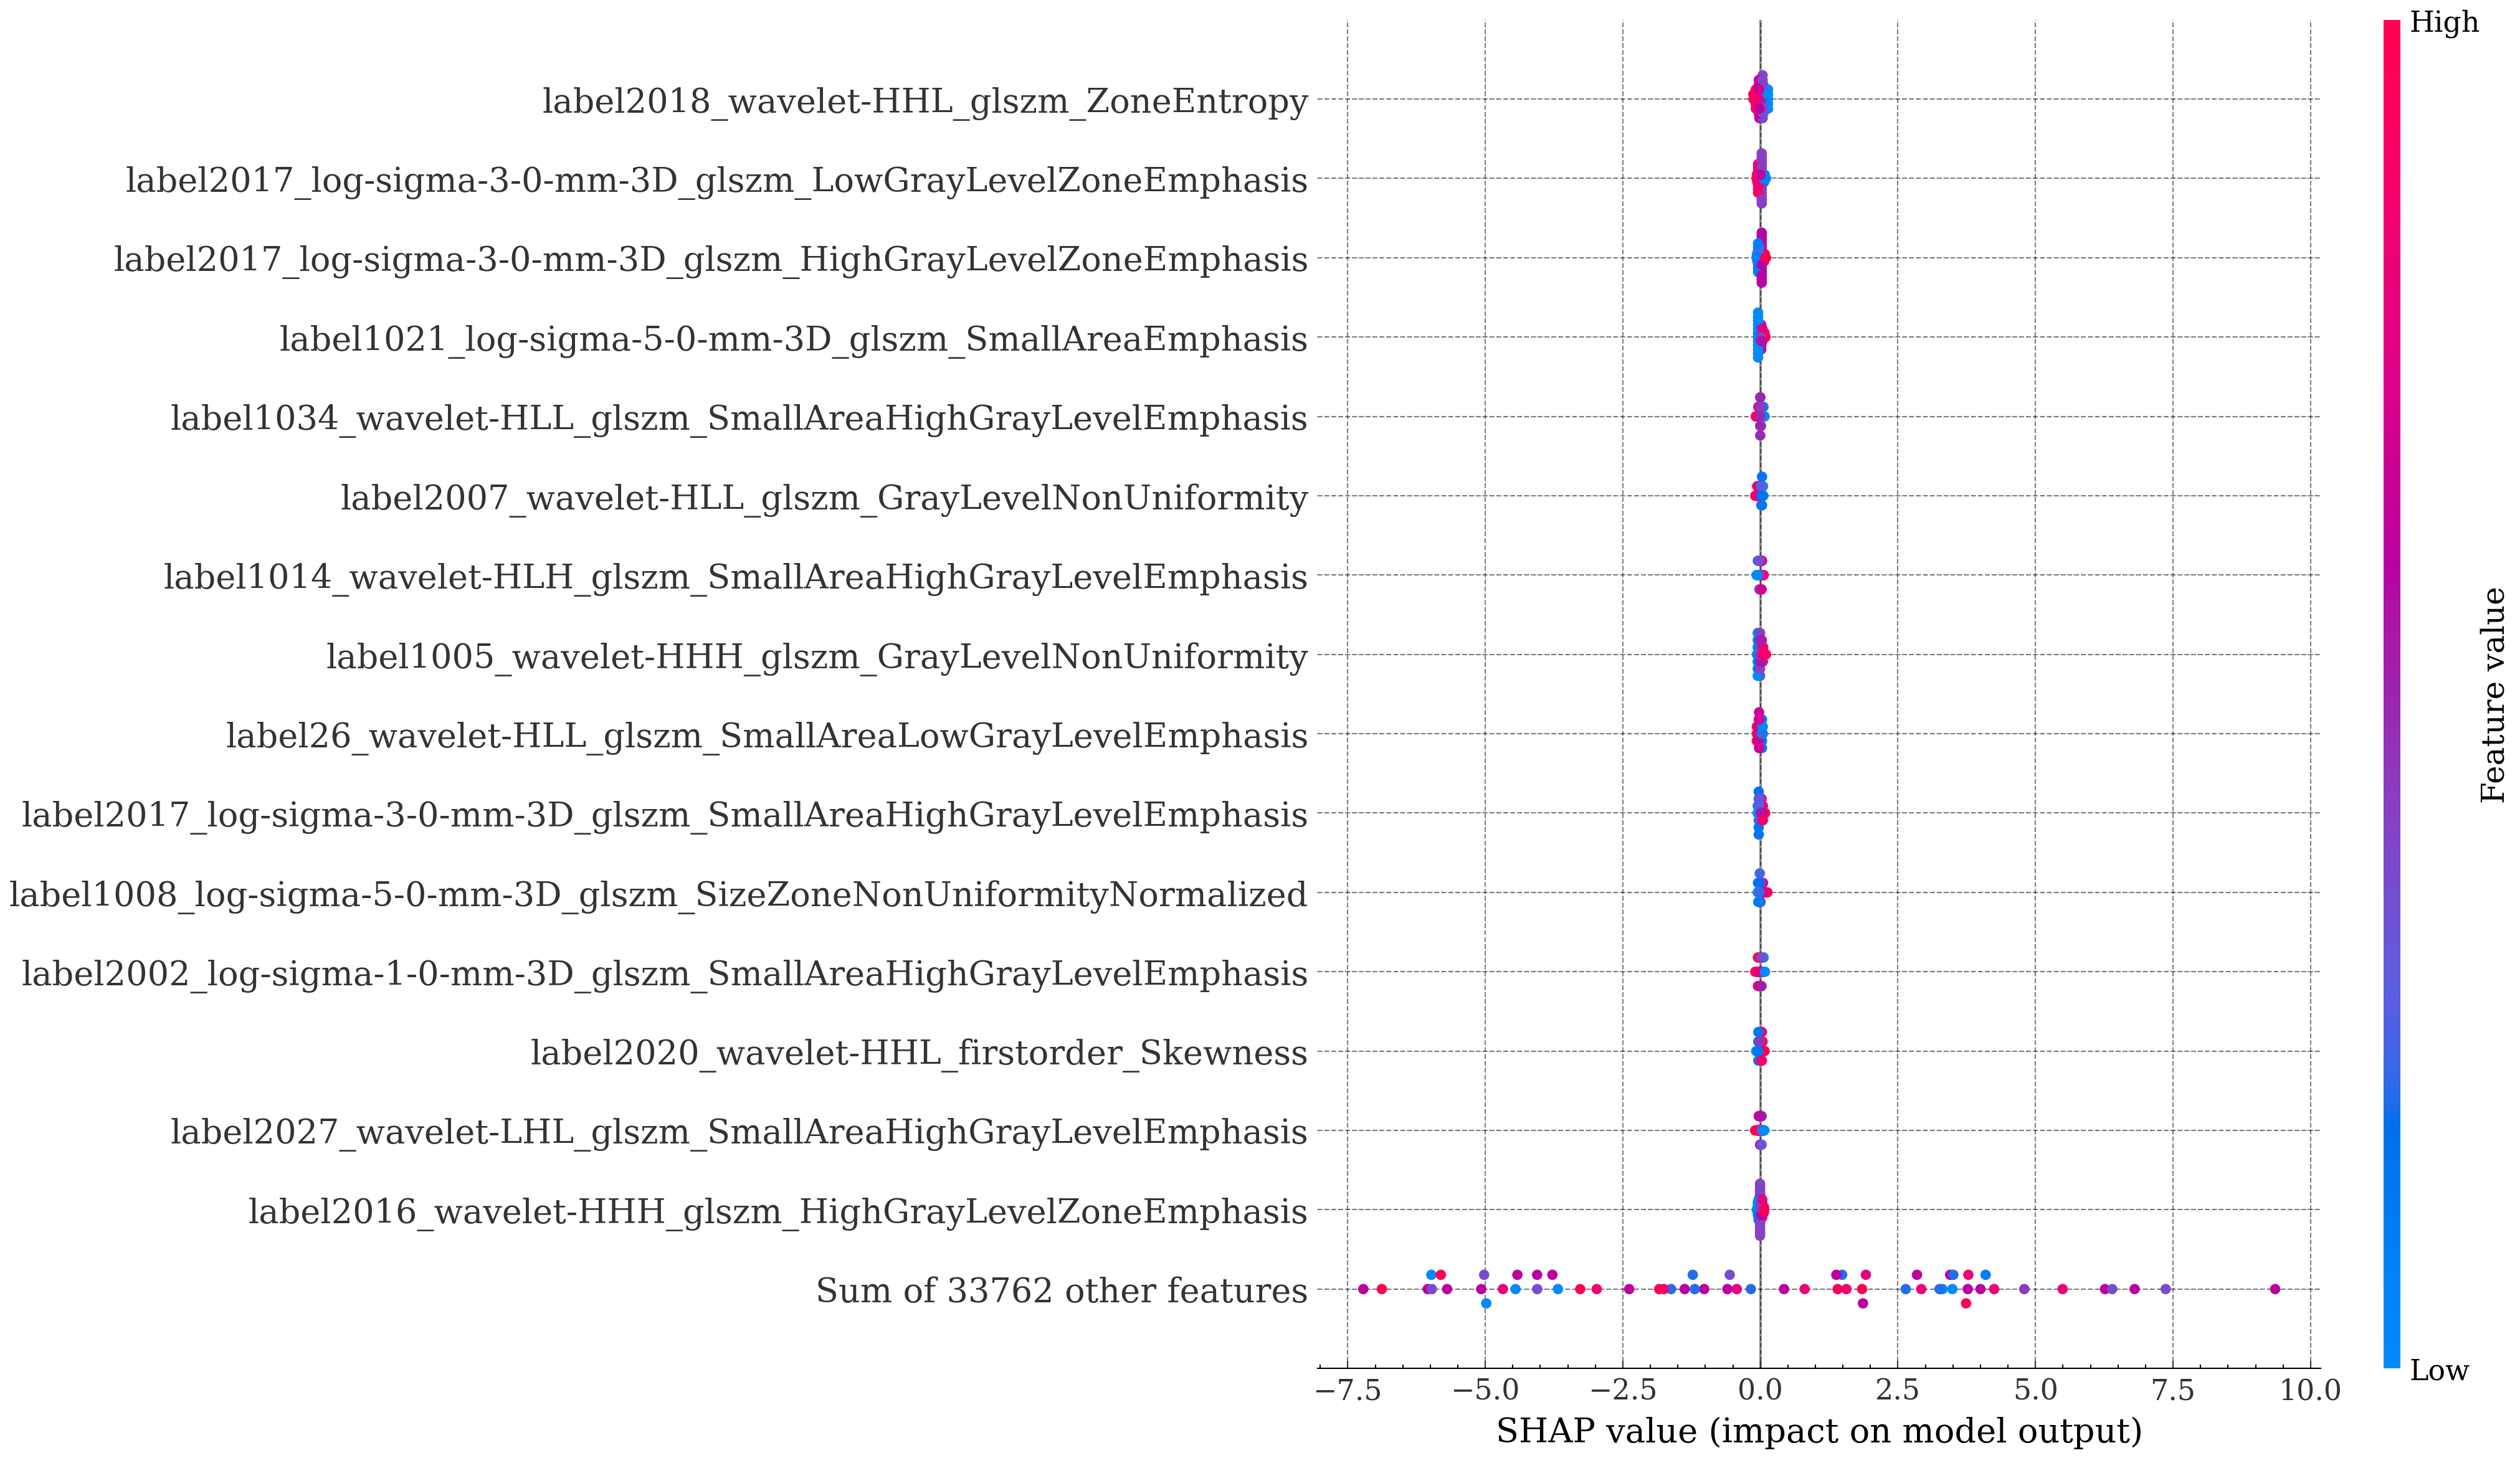 High
label2018_wavelet-HHL_glszm_ZoneEntropy
label2017_log-sigma-3-0-mm-3D_glszm_LowGrayLevelZoneEmphasis
label2017_log-sigma-3-0-mm-3D_glszm_HighGrayLevelZoneEmphasis
label1021_log-sigma-5-0-mm-3D_glszm_SmallAreaEmphasis
label1034_wavelet-HLL_glszm_SmallAreaHighGrayLevelEmphasis
label2007_wavelet-HLL_glszm_GrayLevelNonUniformity
label1014_wavelet-HLH_glszm_SmallAreaHighGrayLevelEmphasis
label1005_wavelet-HHH_glszm_GrayLevelNonUniformity
label26_wavelet-HLL_glszm_SmallAreaLowGrayLevelEmphasis
label2017_log-sigma-3-0-mm-3D_glszm_SmallAreaHighGrayLevelEmphasis
label1008_log-sigma-5-0-mm-3D_glszm_SizeZoneNonUniformityNormalized
label2002_log-sigma-1-0-mm-3D_glszm_SmallAreaHighGrayLevelEmphasis
label2020_wavelet-HHL_firstorder_Skewness
label2027_wavelet-LHL_glszm_SmallAreaHighGrayLevelEmphasis
label2016_wavelet-HHH_glszm_HighGrayLevelZoneEmphasis
Sum of 33762 other features
Feature value
Low
−7.5 −5.0 −2.5 0.0 2.5 5.0 7.5 10.0
SHAP value (impact on model output)